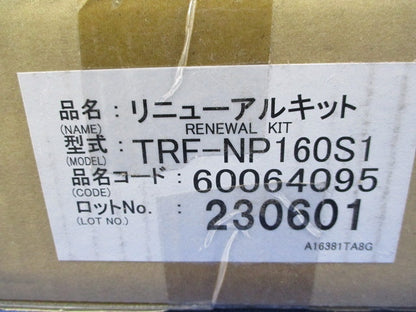 品名:リニューアルキット
(NAME) RENEWAL KIT
型式:TRF-NP160S1
(MODEL)
品名コード:60064095
(CODE)
ロットNo. : 230601
(LOT NO.)
A16381TA8G